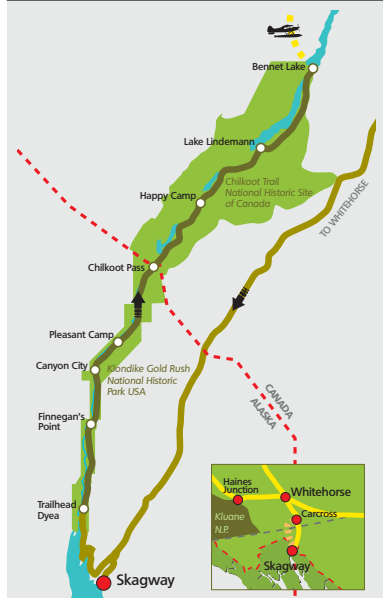 Bennet Lake
Lake Lindemann
Chilkoot Trail
National Historic Site
of Canada
Happy Camp
TO WHITEHORSE
Chilkoot Pass
Pleasant Camp
Canyon City
Klondike Gold Rush
National Historic
Park USA
CANADA
ALASKA
Finnegan's
Point
Trailhead
Dyea
Skagway
Haines
Junction
Whitehorse
Carcross
Kluane
N.P.
Skagway